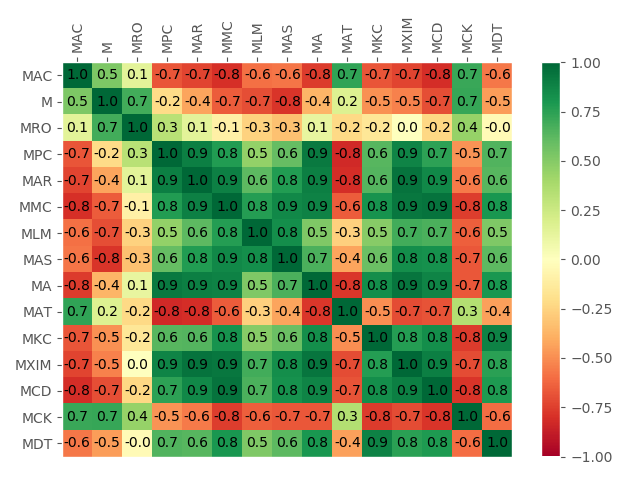 MAC M MRO MPC MAR MMC MLM MAS MA MAT MKC MXIM MCD MCK MDT
MAC 1.0 0.5 0.1 -0.7 -0.7 -0.8 -0.6 -0.6 -0.8 0.7 -0.7 -0.7 -0.8 0.7 -0.6
M 0.5 1.0 0.7 -0.2 -0.4 -0.7 -0.7 -0.8 -0.4 0.2 -0.5 -0.5 -0.7 0.7 -0.5
MRO 0.1 0.7 1.0 0.3 0.1 -0.1 -0.3 -0.3 0.1 -0.2 -0.2 0.0 -0.2 0.4 -0.0
MPC -0.7 -0.2 0.3 1.0 0.9 0.8 0.5 0.6 0.9 -0.8 0.6 0.9 0.7 -0.5 0.7
MAR -0.7 -0.4 0.1 0.9 1.0 0.9 0.6 0.8 0.9 -0.8 0.6 0.9 0.9 -0.6 0.6
MMC -0.8 -0.7 -0.1 0.8 0.9 1.0 0.8 0.9 0.9 -0.6 0.8 0.9 0.9 -0.8 0.8
MLM -0.6 -0.7 -0.3 0.5 0.6 0.8 1.0 0.8 0.5 -0.3 0.5 0.7 0.7 -0.6 0.5
MAS -0.6 -0.8 -0.3 0.6 0.8 0.9 0.8 1.0 0.7 -0.4 0.6 0.8 0.8 -0.7 0.6
MA -0.8 -0.4 0.1 0.9 0.9 0.9 0.5 0.7 1.0 -0.8 0.8 0.9 0.9 -0.7 0.8
MAT 0.7 0.2 -0.2 -0.8 -0.8 -0.6 -0.3 -0.4 -0.8 1.0 -0.5 -0.7 -0.7 0.3 -0.4
MKC -0.7 -0.5 -0.2 0.6 0.6 0.8 0.5 0.6 0.8 -0.5 1.0 0.8 0.8 -0.8 0.9
MXIM -0.7 -0.5 0.0 0.9 0.9 0.9 0.7 0.8 0.9 -0.7 0.8 1.0 0.9 -0.7 0.8
MCD -0.8 -0.7 -0.2 0.7 0.9 0.9 0.7 0.8 0.9 -0.7 0.8 0.9 1.0 -0.8 0.8
MCK 0.7 0.7 0.4 -0.5 -0.6 -0.8 -0.6 -0.7 -0.7 0.3 -0.8 -0.7 -0.8 1.0 -0.6
MDT -0.6 -0.5 -0.0 0.7 0.6 0.8 0.5 0.6 0.8 -0.4 0.9 0.8 0.8 -0.6 1.0
1.00
0.75
0.50
0.25
0.00
−0.25
−0.50
−0.75
−1.00